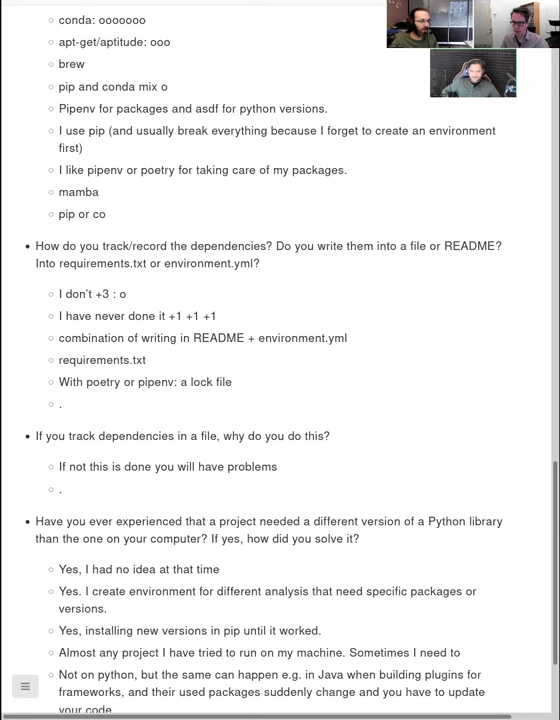 conda: ooooooo
apt-get/aptitude: ooo
brew
pip and conda mix o
Pipenv for packages and asdf for python versions.
I use pip (and usually break everything because I forget to create an environment
first)
I like pipenv or poetry for taking care of my packages.
mamba
pip or co
How do you track/record the dependencies? Do you write them into a file or README?
Into requirements.txt or environment.yml?
I don't +3 : o
I have never done it +1 +1 +1
combination of writing in README + environment.yml
requirements.txt
With poetry or pipenv: a lock file
.
If you track dependencies in a file, why do you do this?
If not this is done you will have problems
.
Have you ever experienced that a project needed a different version of a Python library
than the one on your computer? If yes, how did you solve it?
Yes, I had no idea at that time
Yes. I create environment for different analysis that need specific packages or
versions.
Yes, installing new versions in pip until it worked.
Almost any project I have tried to run on my machine. Sometimes I need to
Not on python, but the same can happen e.g. in Java when building plugins for
frameworks, and their used packages suddenly change and you have to update
your code